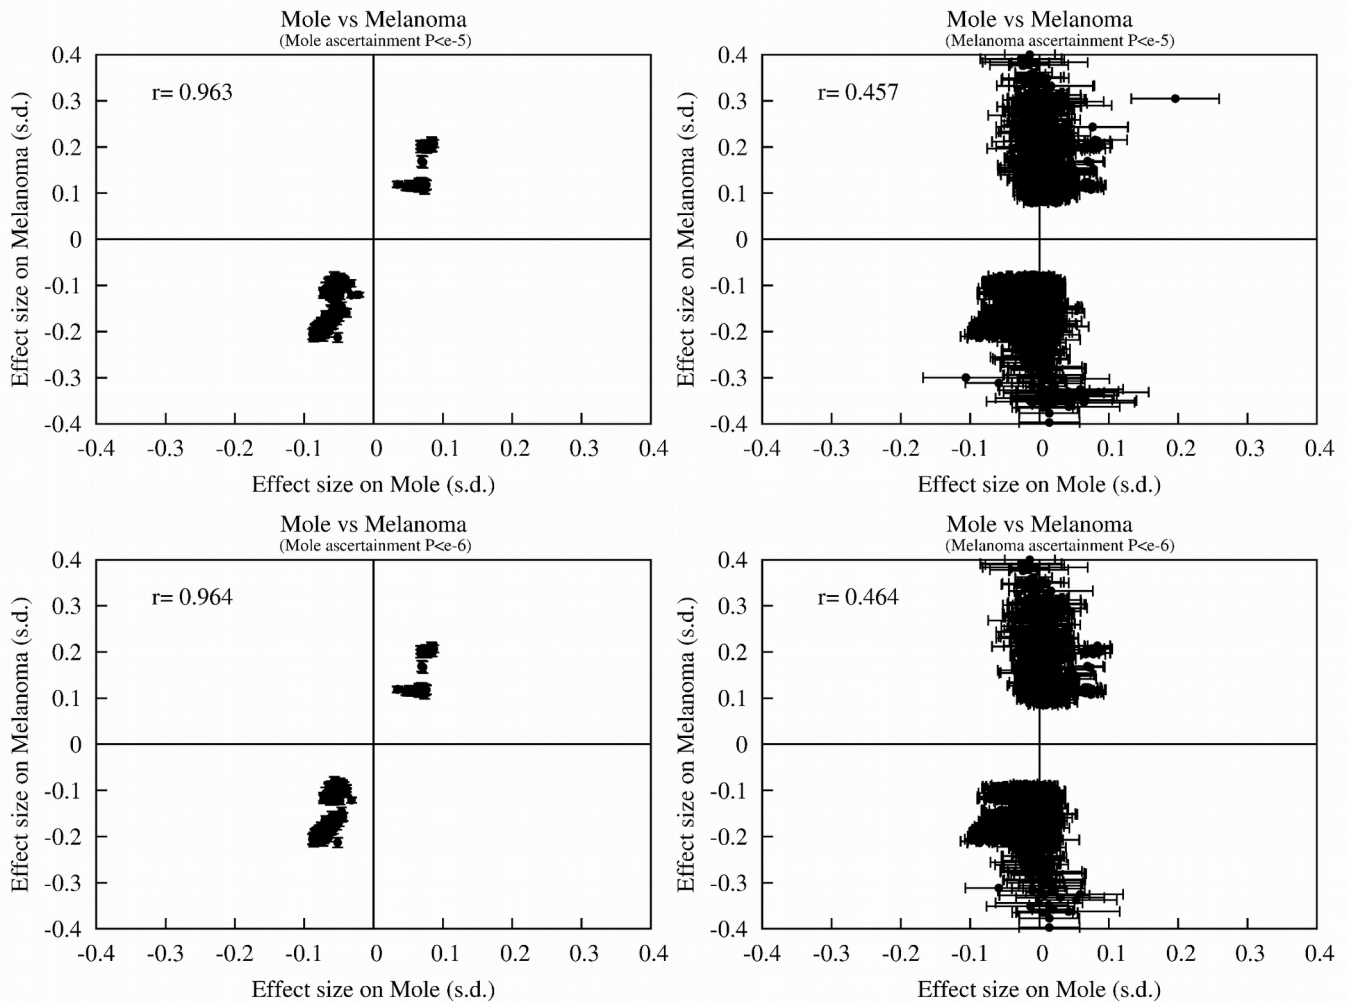 Mole vs Melanoma
(Mole ascertainment P<e-5)
r= 0.963
Effect size on Melanoma (s.d.)
0.4
0.3
0.2
0.1
0
-0.1
-0.2
-0.3
-0.4
-0.4 -0.3 -0.2 -0.1 0 0.1 0.2 0.3 0.4
Effect size on Mole (s.d.)
Mole vs Melanoma
(Melanoma ascertainment P<e-5)
r= 0.457
Effect size on Melanoma (s.d.)
0.4
0.3
0.2
0.1
0
-0.1
-0.2
-0.3
-0.4
-0.4 -0.3 -0.2 -0.1 0 0.1 0.2 0.3 0.4
Effect size on Mole (s.d.)
Mole vs Melanoma
(Mole ascertainment P<e-6)
r= 0.964
Effect size on Melanoma (s.d.)
0.4
0.3
0.2
0.1
0
-0.1
-0.2
-0.3
-0.4
-0.4 -0.3 -0.2 -0.1 0 0.1 0.2 0.3 0.4
Effect size on Mole (s.d.)
Mole vs Melanoma
(Melanoma ascertainment P<e-6)
r= 0.464
Effect size on Melanoma (s.d.)
0.4
0.3
0.2
0.1
0
-0.1
-0.2
-0.3
-0.4
-0.4 -0.3 -0.2 -0.1 0 0.1 0.2 0.3 0.4
Effect size on Mole (s.d.)